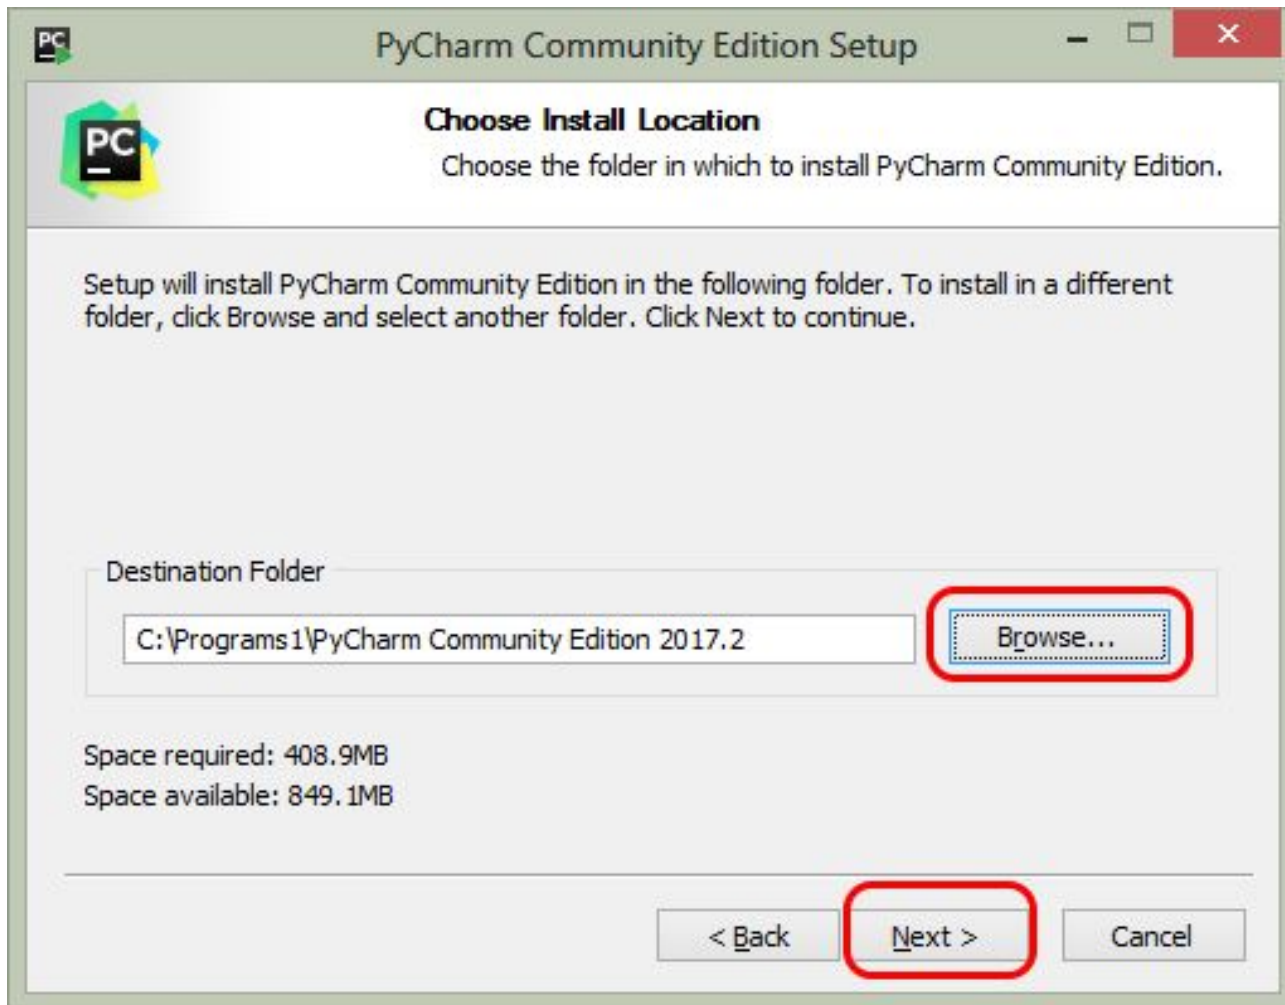 PC
PyCharm Community Edition Setup
PC
Choose Install Location
Choose the folder in which to install PyCharm Community Edition.
Setup will install PyCharm Community Edition in the following folder. To install in a different
folder, click Browse and select another folder. Click Next to continue.
Destination Folder
C:\Programs1\PyCharm Community Edition 2017.2
Browse...
Space required: 408.9MB
Space available: 849.1MB
< Back
Next >
Cancel